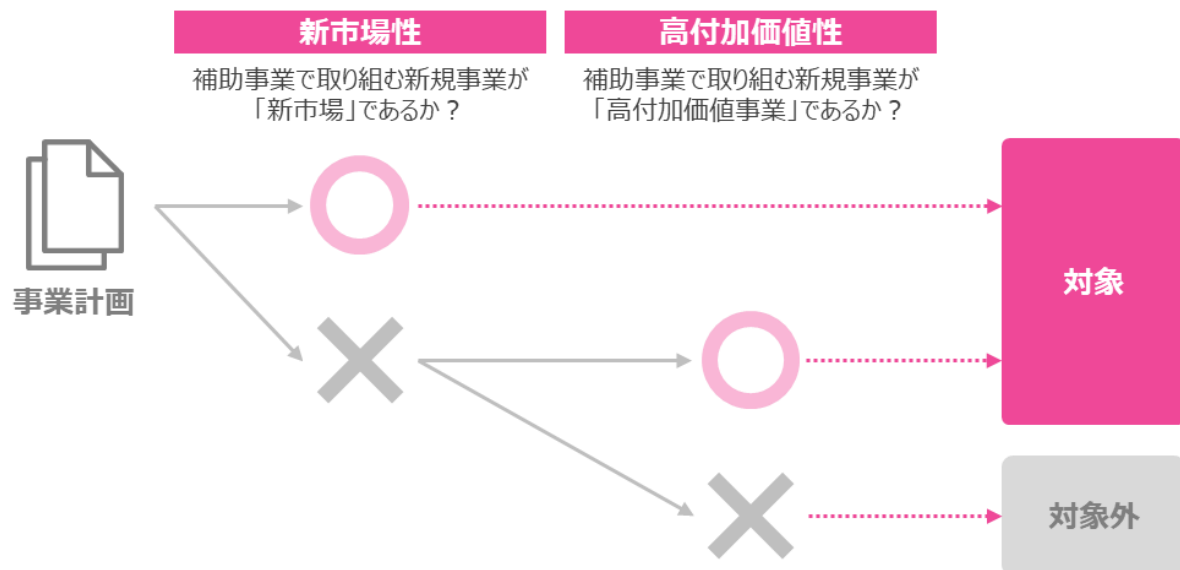 新市場性
高付加価値性
補助事業で取り組む新規事業が
「新市場」であるか？
補助事業で取り組む新規事業が
「高付加価値事業」であるか？
事業計画
対象
対象外